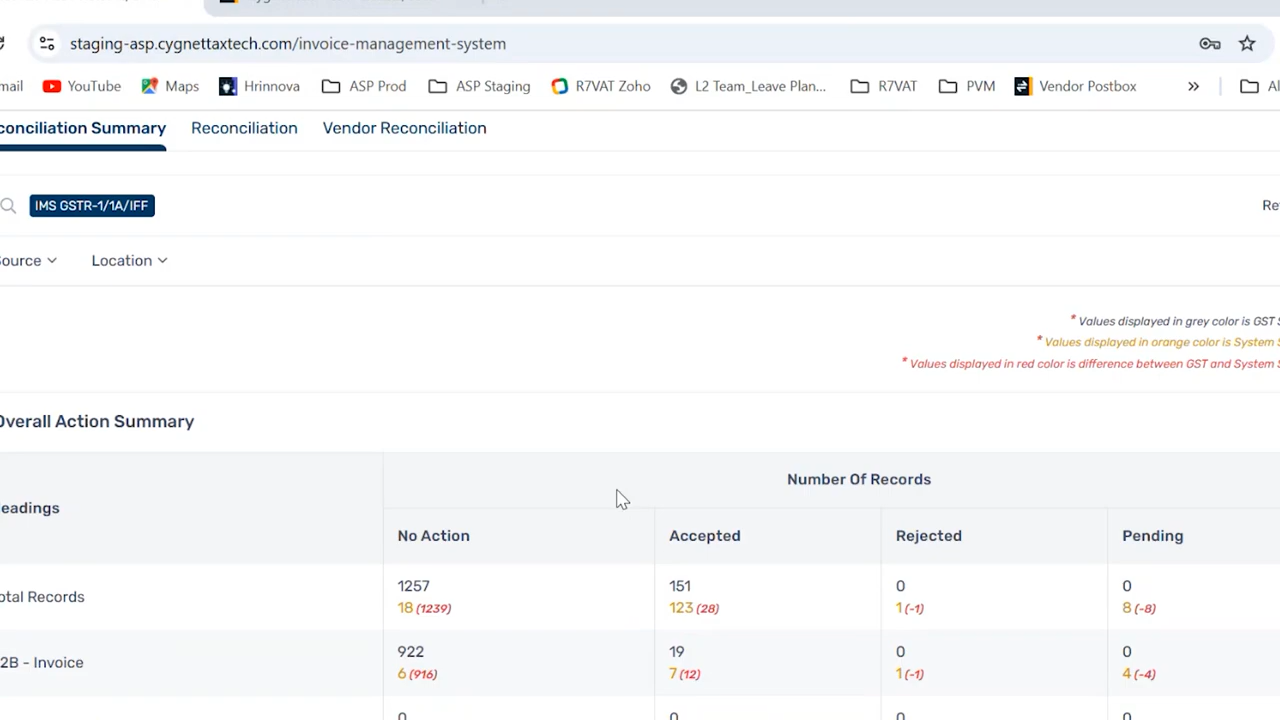 staging-asp.cygnettaxtech.com/invoice-management-system
mail YouTube Maps Hrinnova ASP Prod ASP Staging R7VAT Zoho L2 Team_Leave Plan... R7VAT PVM Vendor Postbox » Al
conciliation Summary Reconciliation Vendor Reconciliation
IMS GSTR-1/1A/IFF Re
Source Location
* Values displayed in grey color is GST S
* Values displayed in orange color is System S
* Values displayed in red color is difference between GST and System S
Overall Action Summary
Number Of Records
eadings
No Action Accepted Rejected Pending
otal Records
1257 151 0 0
18 (1239) 123 (28) 1 (-1) 8 (-8)
2B - Invoice
922 19 0 0
6 (916) 7 (12) 1 (-1) 4 (-4)
0 0 0 0